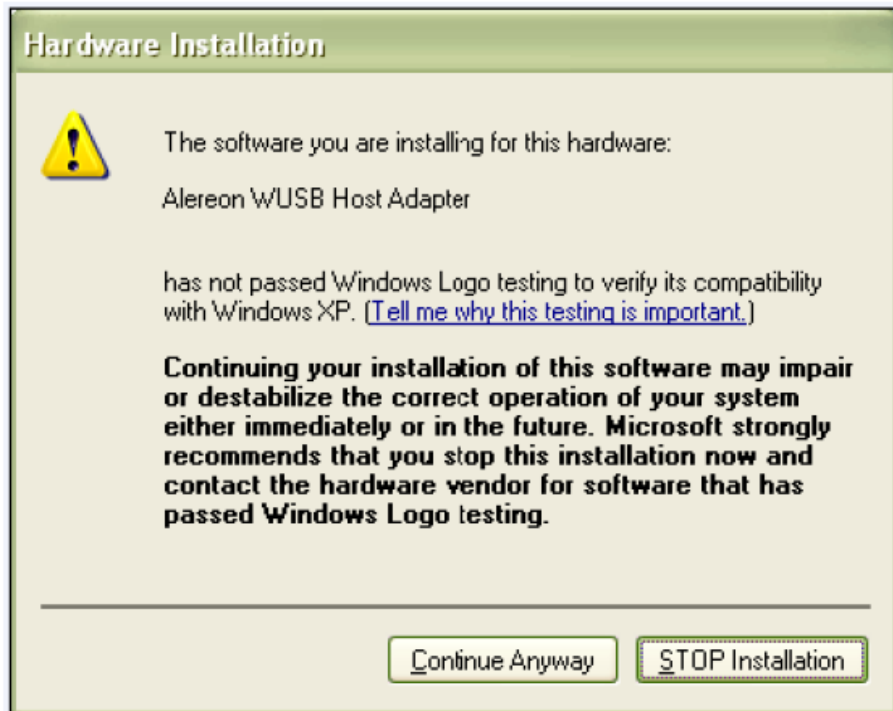 Hardware Installation
The software you are installing for this hardware:
Alereon WUSB Host Adapter
has not passed Windows Logo testing to verify its compatibility
with Windows XP. (Tell me why this testing is important.)
Continuing your installation of this software may impair
or destabilize the correct operation of your system
either immediately or in the future. Microsoft strongly
recommends that you stop this installation now and
contact the hardware vendor for software that has
passed Windows Logo testing.
Continue Anyway
STOP Installation